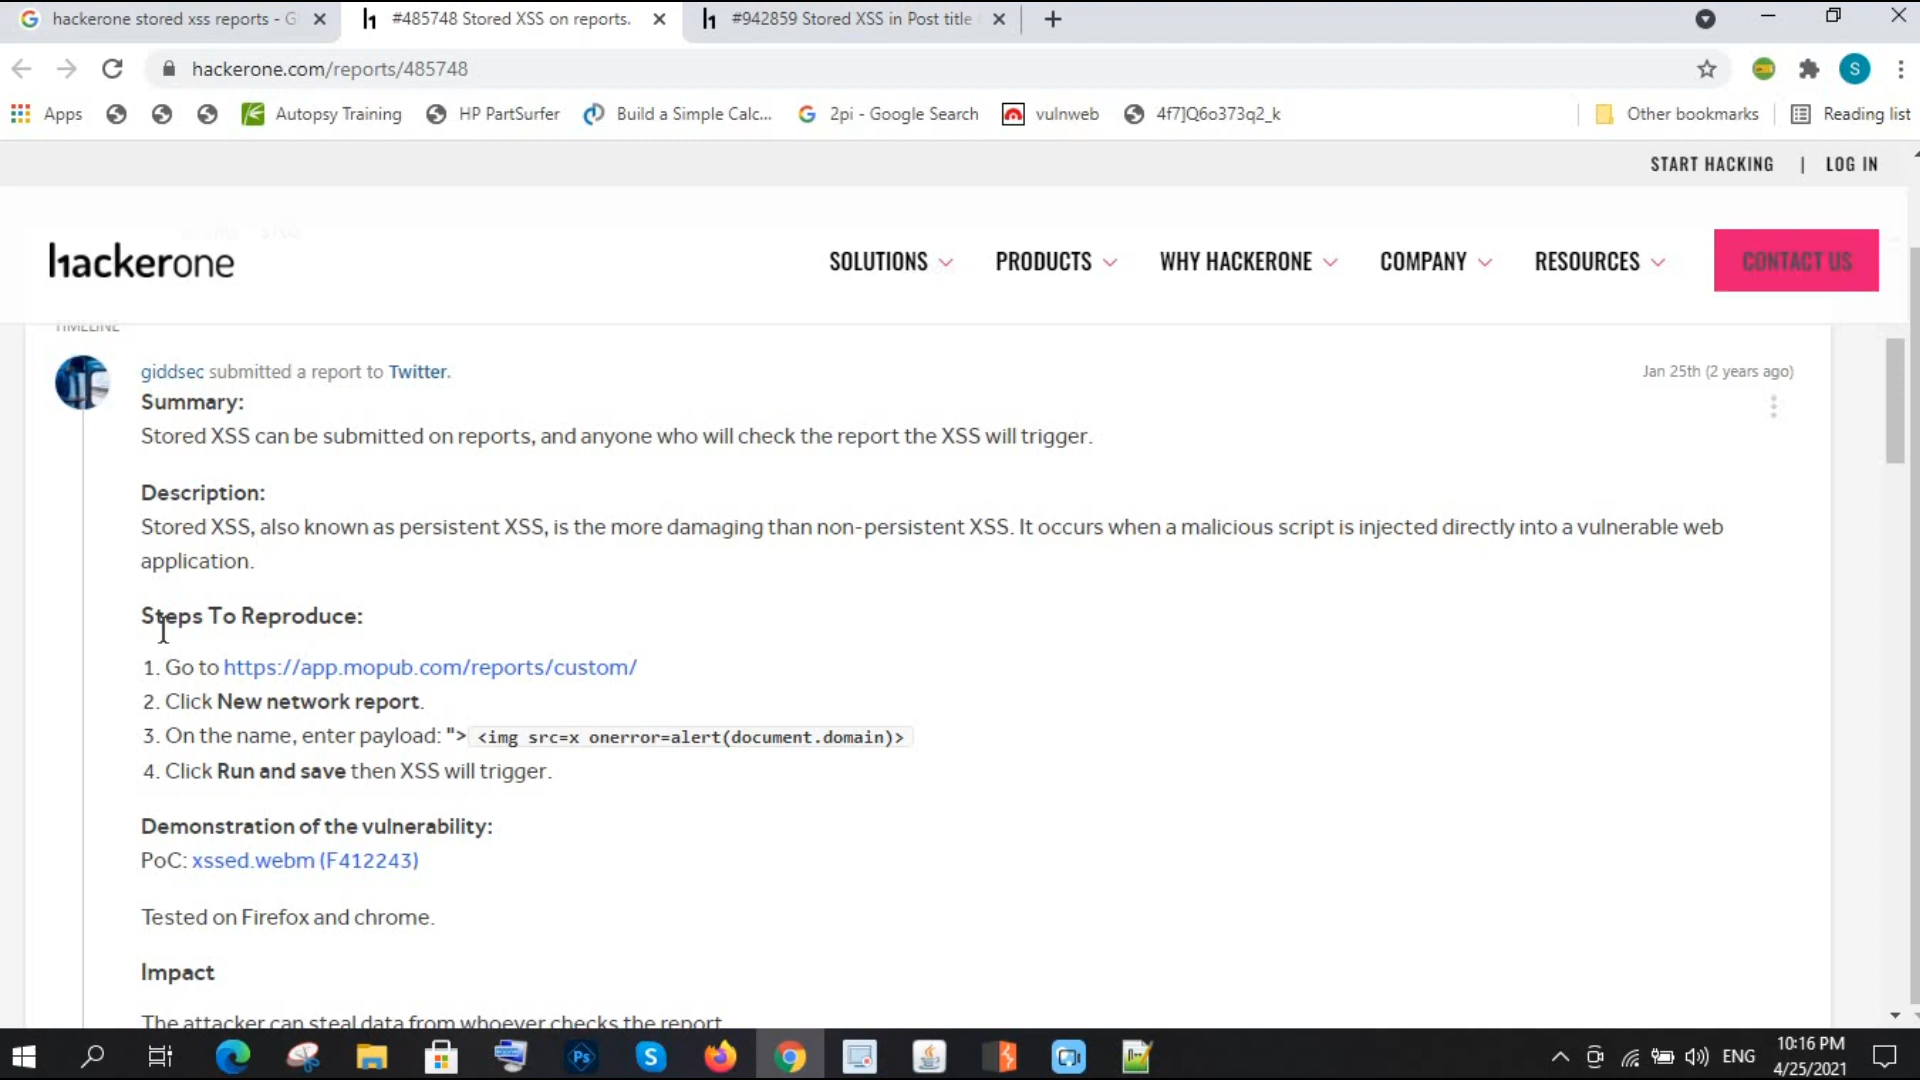 hackerone stored xss reports - G
#485748 Stored XSS on reports.
#942859 Stored XSS in Post title
hackerone.com/reports/485748
S
Apps
Autopsy Training
HP PartSurfer
Build a Simple Calc...
2pi - Google Search
vulnweb
4f7]Q6o373q2_k
Other bookmarks
Reading list
START HACKING | LOG IN
hackerone
SOLUTIONS
PRODUCTS
WHY HACKERONE
COMPANY
RESOURCES
CONTACT US
TIMELINE
giddsec submitted a report to Twitter.
Jan 25th (2 years ago)
Summary:
Stored XSS can be submitted on reports, and anyone who will check the report the XSS will trigger.
Description:
Stored XSS, also known as persistent XSS, is the more damaging than non-persistent XSS. It occurs when a malicious script is injected directly into a vulnerable web
application.
Steps To Reproduce:
1. Go to https://app.mopub.com/reports/custom/
2. Click New network report.
3. On the name, enter payload: "> <img src=x onerror=alert(document.domain)>
4. Click Run and save then XSS will trigger.
Demonstration of the vulnerability:
PoC: xssed.webm (F412243)
Tested on Firefox and chrome.
Impact
The attacker can steal data from whoever checks the report.
Ps
S
ENG
10:16 PM
4/25/2021